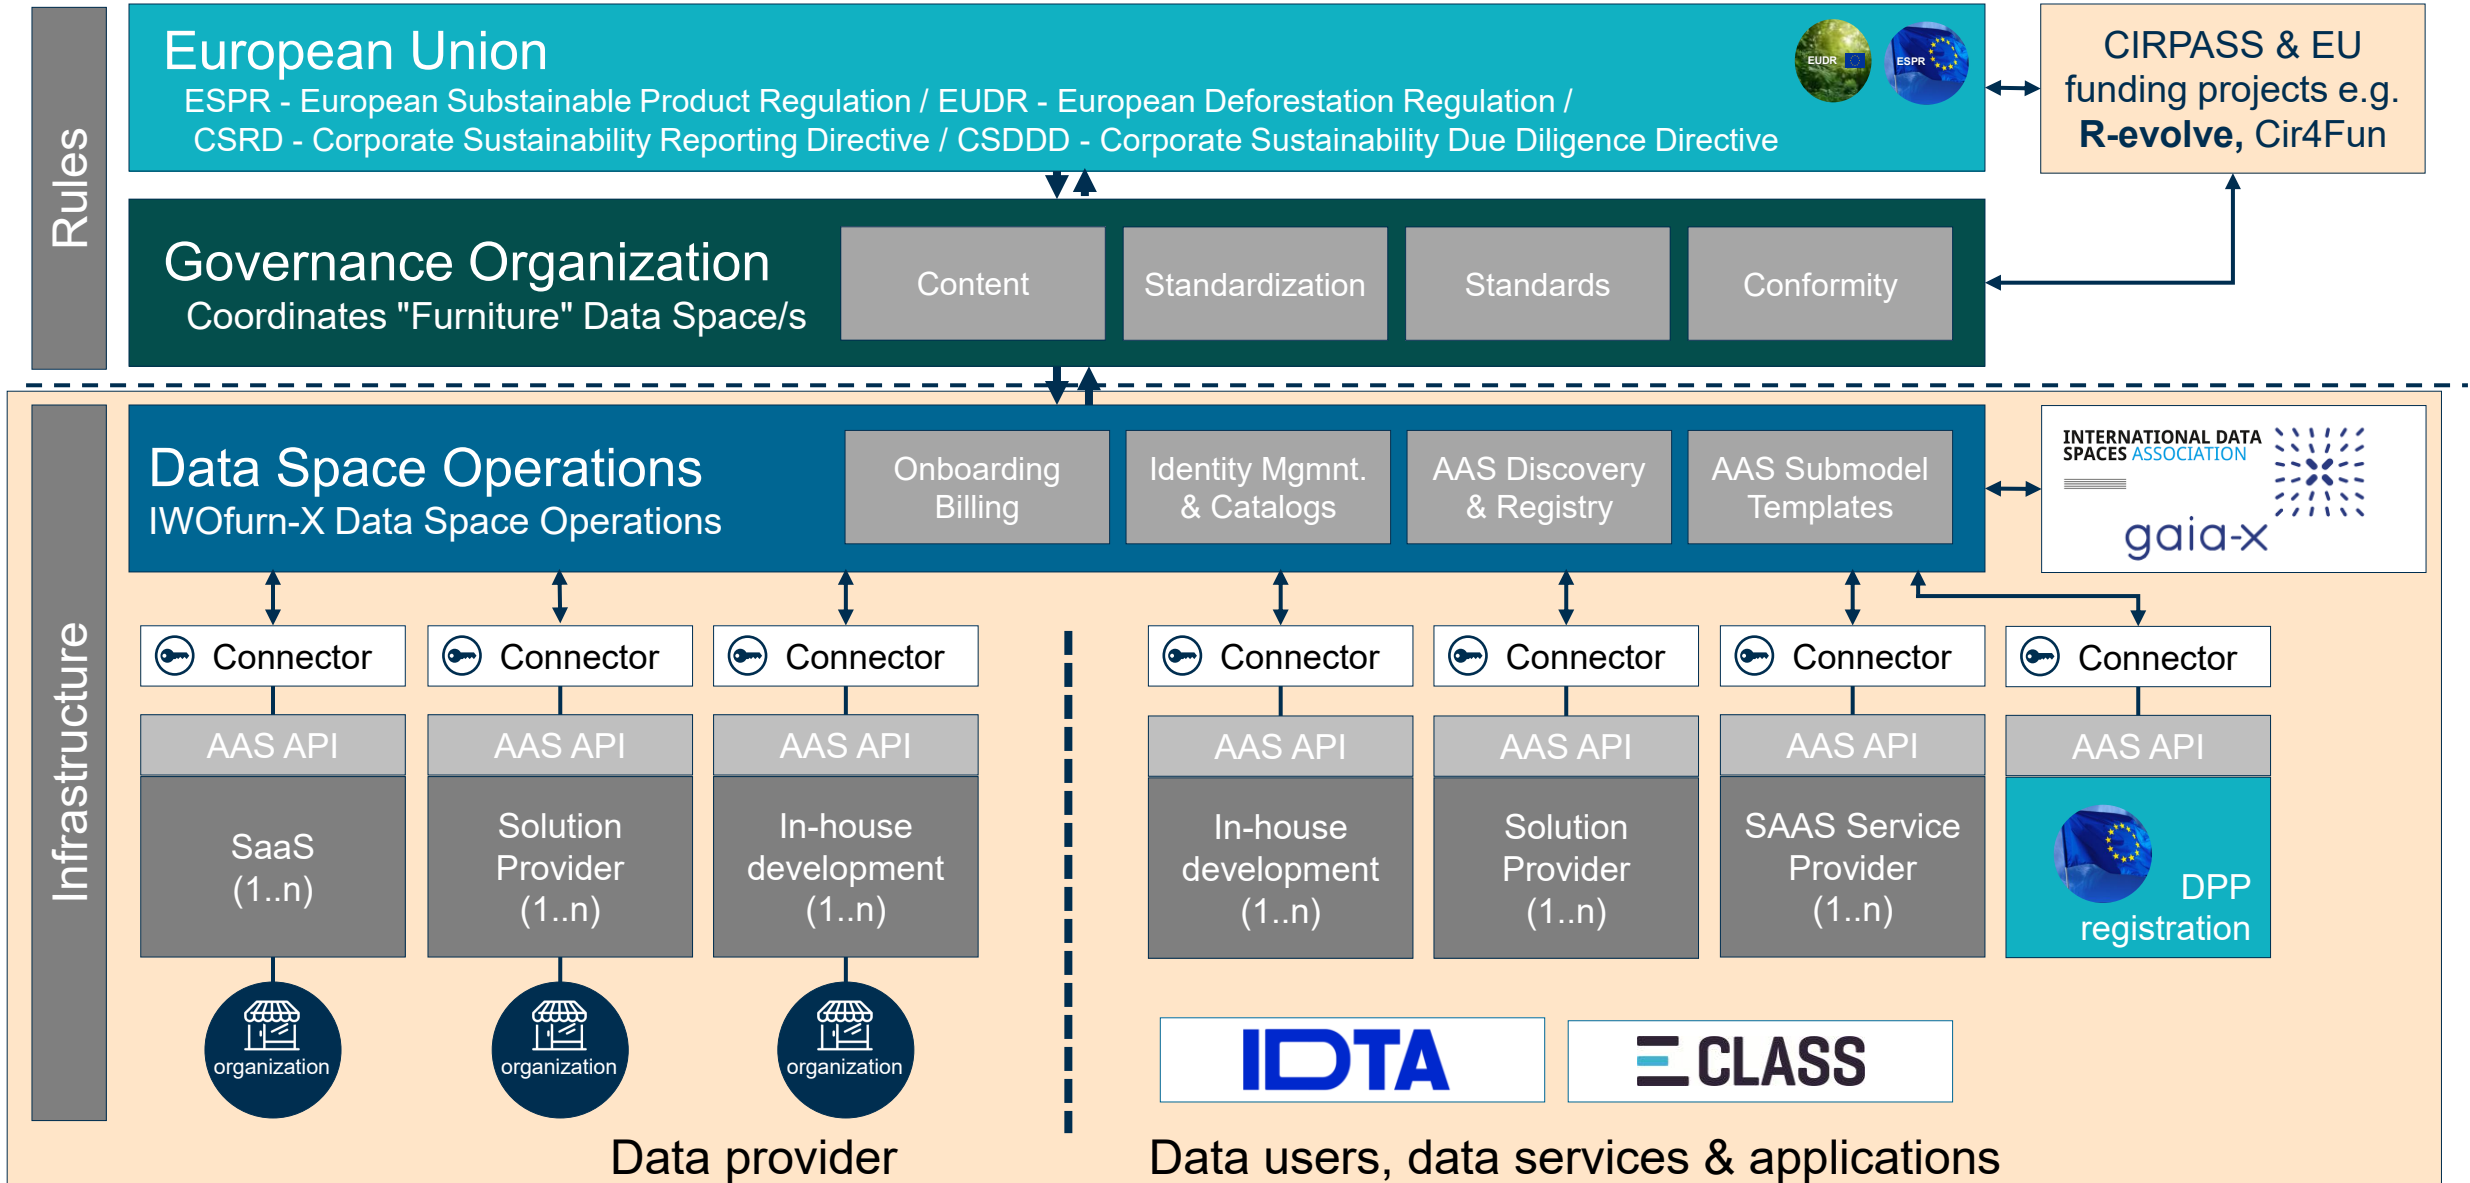 Rules
European Union
ESPR - European Substainable Product Regulation / EUDR - European Deforestation Regulation /
CSRD - Corporate Sustainability Reporting Directive / CSDDD - Corporate Sustainability Due Diligence Directive
EUDR
ESPR
CIRPASS & EU
funding projects e.g.
R-evolve, Cir4Fun
Governance Organization
Coordinates "Furniture" Data Space/s
Content
Standardization
Standards
Conformity
Infrastructure
Data Space Operations
IWOfurn-X Data Space Operations
Onboarding
Billing
Identity Mgmnt.
& Catalogs
AAS Discovery
& Registry
AAS Submodel
Templates
INTERNATIONAL DATA
SPACES ASSOCIATION
gaia-x
Connector
Connector
Connector
Connector
Connector
Connector
Connector
AAS API
AAS API
AAS API
AAS API
AAS API
AAS API
AAS API
SaaS
(1..n)
Solution
Provider
(1..n)
In-house
development
(1..n)
In-house
development
(1..n)
Solution
Provider
(1..n)
SAAS Service
Provider
(1..n)
DPP
registration
organization
organization
organization
IDTA
ECLASS
Data provider
Data users, data services & applications